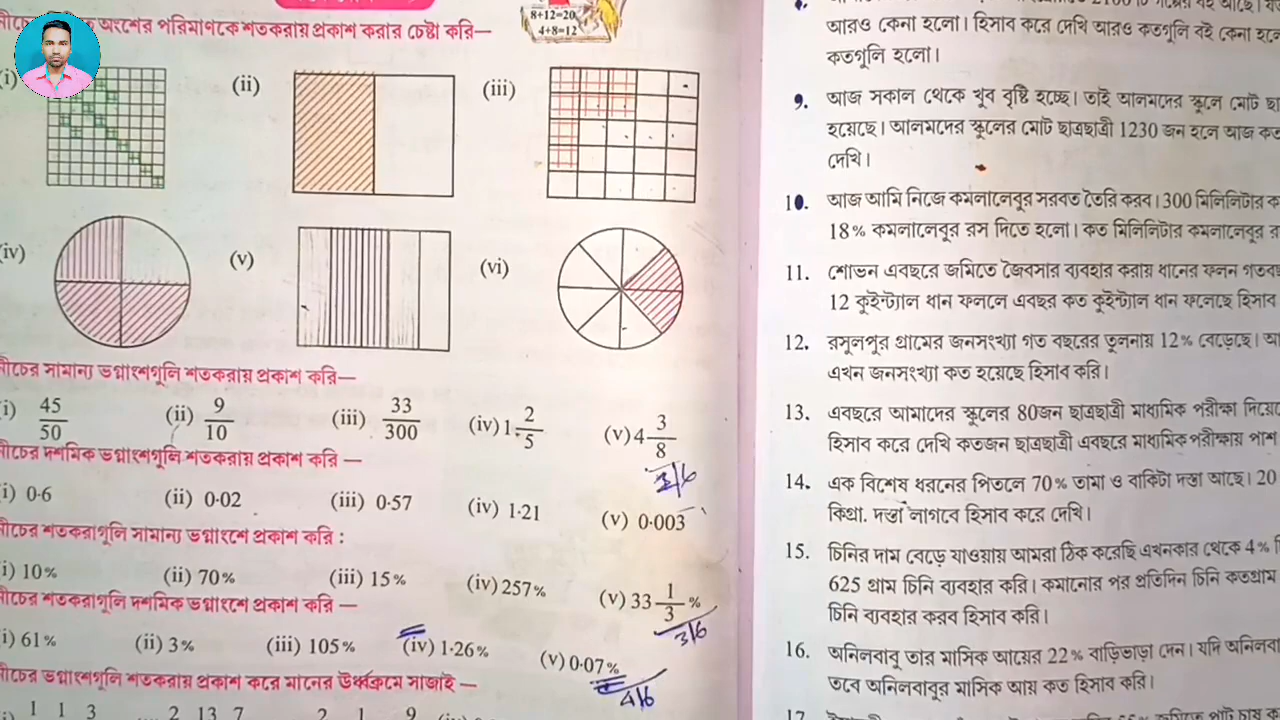 অংশের পরিমাণকে শতকরায় প্রকাশ করার চেষ্টা করি—
8+12=20
4+8=12
i) (ii) (iii)
iv) (v) (vi)
নীচের সামান্য ভগ্নাংশগুলি শতকরায় প্রকাশ করি—
i) 45/50 (ii) 9/10 (iii) 33/300 (iv) 1 2/5 (v) 4 3/8
নীচের দশমিক ভগ্নাংশগুলি শতকরায় প্রকাশ করি —
i) 0·6 (ii) 0·02 (iii) 0·57 (iv) 1·21 (v) 0·003
নীচের শতকরাগুলি সামান্য ভগ্নাংশে প্রকাশ করি :
i) 10% (ii) 70% (iii) 15% (iv) 257% (v) 33 1/3 %
3/6
নীচের শতকরাগুলি দশমিক ভগ্নাংশে প্রকাশ করি —
i) 61% (ii) 3% (iii) 105% (iv) 1·26% (v) 0·07%
4/6
নীচের ভগ্নাংশগুলি শতকরায় প্রকাশ করে মানের ঊর্ধ্বক্রমে সাজাই —
আরও কেনা হলো। হিসাব করে দেখি আরও কতগুলি বই কেনা
কতগুলি হলো।
9. আজ সকাল থেকে খুব বৃষ্টি হচ্ছে। তাই আলমদের স্কুলে মোট
হয়েছে। আলমদের স্কুলের মোট ছাত্রছাত্রী 1230 জন হলে আজ
দেখি।
10. আজ আমি নিজে কমলালেবুর সরবত তৈরি করব। 300 মিলিলিটার
18% কমলালেবুর রস দিতে হলো। কত মিলিলিটার কমলালেবুর
11. শোভন এবছরে জমিতে জৈবসার ব্যবহার করায় ধানের ফলন
12 কুইন্ট্যাল ধান ফললে এবছর কত কুইন্ট্যাল ধান ফলেছে হিসাব
12. রসুলপুর গ্রামের জনসংখ্যা গত বছরের তুলনায় 12% বেড়েছে।
এখন জনসংখ্যা কত হয়েছে হিসাব করি।
13. এবছরে আমাদের স্কুলের 80জন ছাত্রছাত্রী মাধ্যমিক পরীক্ষা
হিসাব করে দেখি কতজন ছাত্রছাত্রী এবছরে মাধ্যমিক পরীক্ষায় পাশ
14. এক বিশেষ ধরনের পিতলে 70% তামা ও বাকিটা দস্তা আছে। 20
কিগ্রা. দস্তা লাগবে হিসাব করে দেখি।
15. চিনির দাম বেড়ে যাওয়ায় আমরা ঠিক করেছি এখনকার থেকে 4%
625 গ্রাম চিনি ব্যবহার করি। কমানোর পর প্রতিদিন চিনি কতগ্রাম
চিনি ব্যবহার করব হিসাব করি।
16. অনিলবাবু তার মাসিক আয়ের 22% বাড়িভাড়া দেন। যদি
তবে অনিলবাবুর মাসিক আয় কত হিসাব করি।